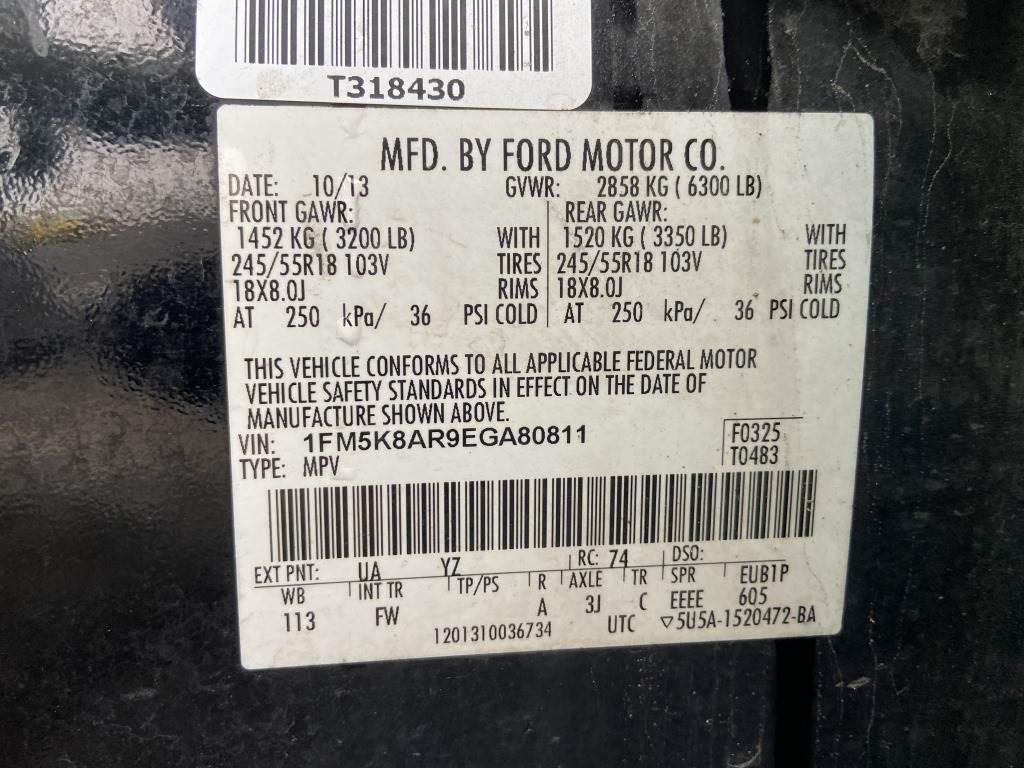 T318430
MFD. BY FORD MOTOR CO.
DATE: 10/13 GVWR: 2858 KG ( 6300 LB)
FRONT GAWR: REAR GAWR:
1452 KG ( 3200 LB) WITH 1520 KG ( 3350 LB) WITH
245/55R18 103V TIRES 245/55R18 103V TIRES
18X8.0J RIMS 18X8.0J RIMS
AT 250 kPa/ 36 PSI COLD AT 250 kPa/ 36 PSI COLD
THIS VEHICLE CONFORMS TO ALL APPLICABLE FEDERAL MOTOR
VEHICLE SAFETY STANDARDS IN EFFECT ON THE DATE OF
MANUFACTURE SHOWN ABOVE.
VIN: 1FM5K8AR9EGA80811 F0325
TYPE: MPV T0483
EXT PNT: UA YZ RC: 74 DSO:
WB INT TR TP/PS R AXLE TR SPR EUB1P
113 FW A 3J C EEEE 605
1201310036734 UTC ▽5U5A-1520472-BA